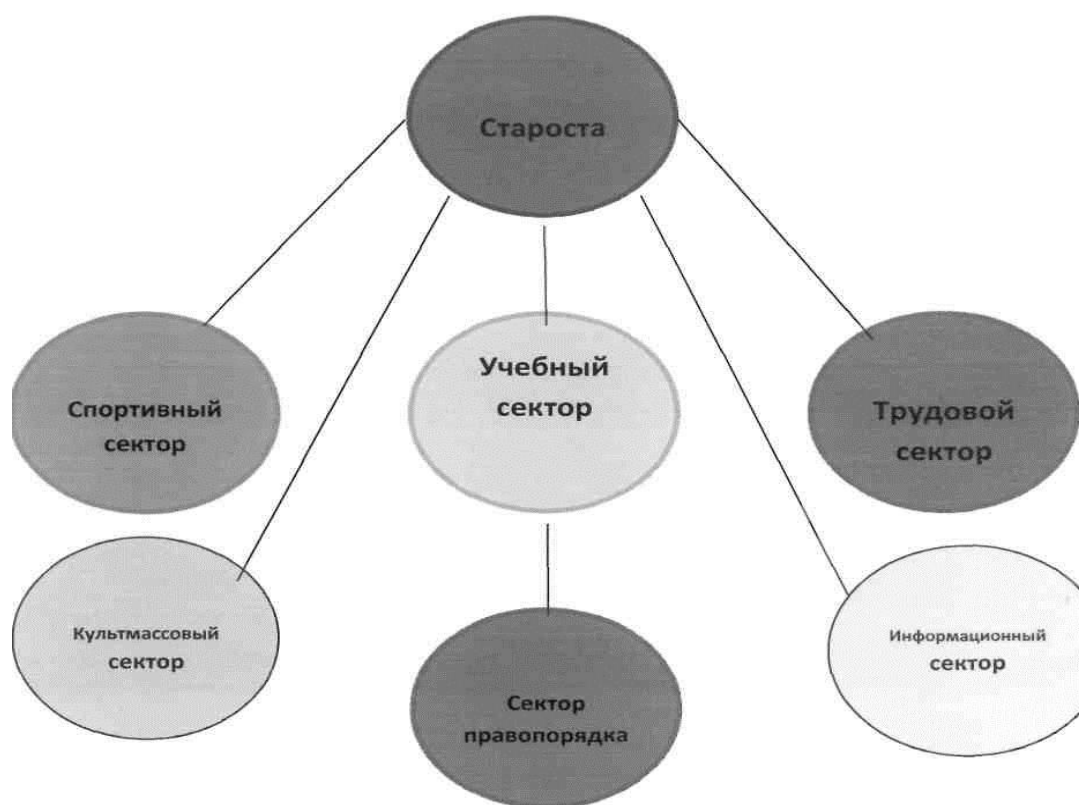 Староста
Спортивный
сектор
Учебный
сектор
Трудовой
сектор
Культмассовый
сектор
Сектор
правопорядка
Информационный
сектор